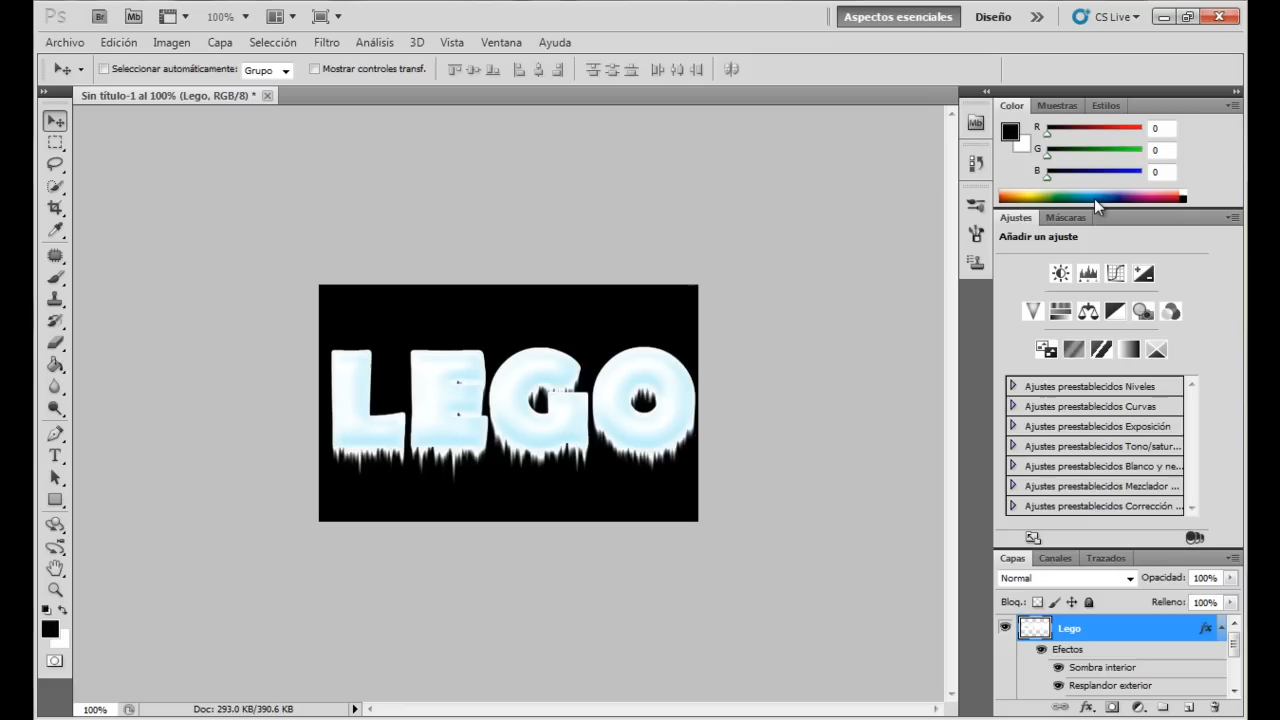 Ps Br Mb 100% Aspectos esenciales Diseño CS Live
Archivo Edición Imagen Capa Selección Filtro Análisis 3D Vista Ventana Ayuda
Seleccionar automáticamente: Grupo Mostrar controles transf.
Sin título-1 al 100% (Lego, RGB/8) *
Color Muestras Estilos
Mb
R 0
G 0
B 0
Ajustes Máscaras
Añadir un ajuste
LEGO
Ajustes preestablecidos Niveles
Ajustes preestablecidos Curvas
Ajustes preestablecidos Exposición
Ajustes preestablecidos Tono/satur...
Ajustes preestablecidos Blanco y ne...
Ajustes preestablecidos Mezclador ...
Ajustes preestablecidos Corrección ...
Capas Canales Trazados
Normal Opacidad: 100%
Bloq.: Relleno: 100%
Lego fx
Efectos
Sombra interior
Resplandor exterior
100% Doc: 293.0 KB/390.6 KB fx